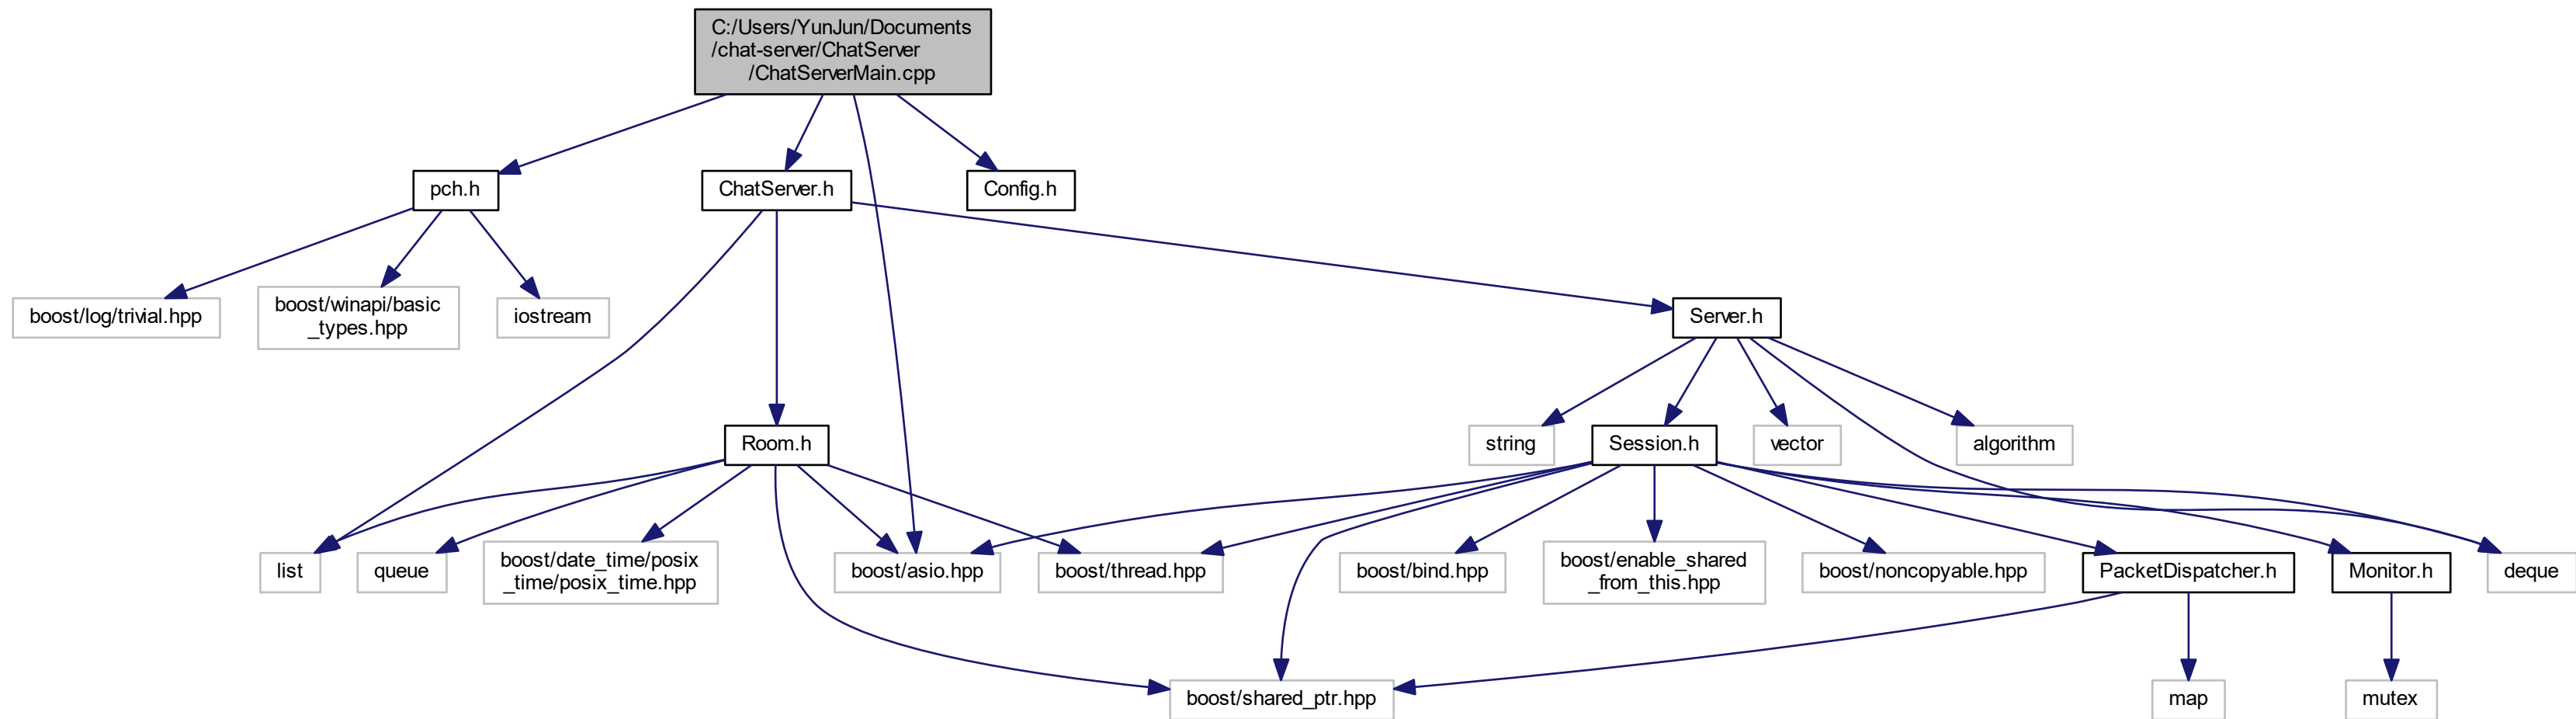 C:/Users/YunJun/Documents
/chat-server/ChatServer
/ChatServerMain.cpp
pch.h
ChatServer.h
Config.h
boost/log/trivial.hpp
boost/winapi/basic
_types.hpp
iostream
Server.h
Room.h
string
Session.h
vector
algorithm
list
queue
boost/date_time/posix
_time/posix_time.hpp
boost/asio.hpp
boost/thread.hpp
boost/bind.hpp
boost/enable_shared
_from_this.hpp
boost/noncopyable.hpp
PacketDispatcher.h
Monitor.h
deque
boost/shared_ptr.hpp
map
mutex